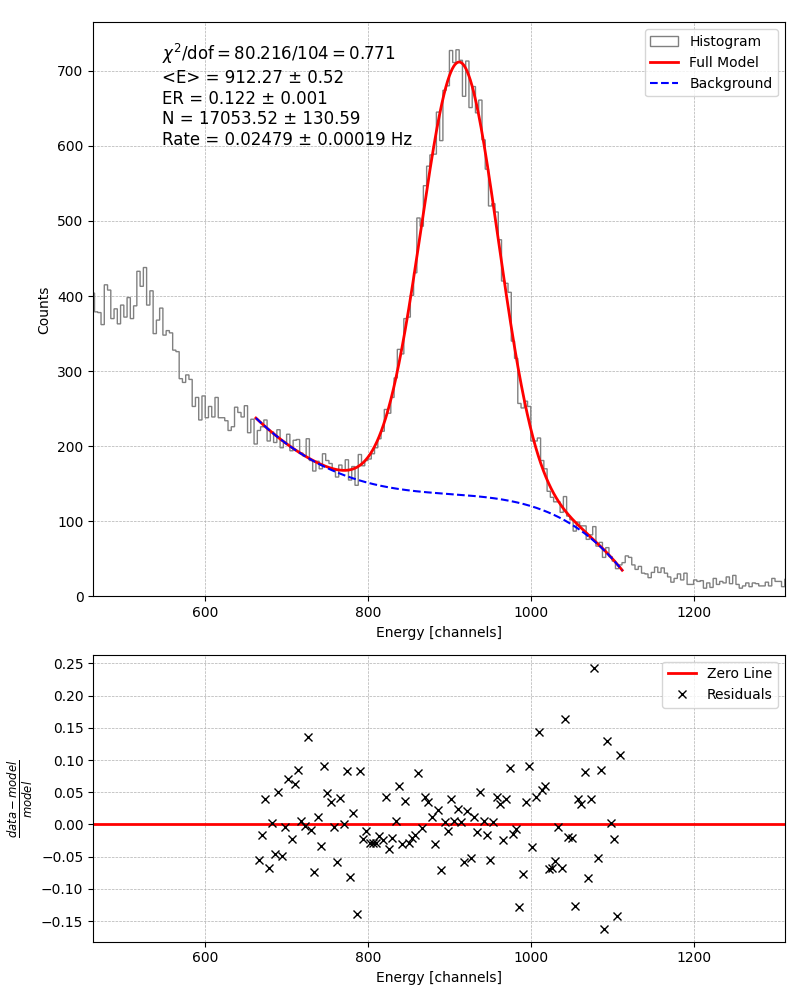 χ²/dof = 80.216/104 = 0.771
<E> = 912.27 ± 0.52
ER = 0.122 ± 0.001
N = 17053.52 ± 130.59
Rate = 0.02479 ± 0.00019 Hz
Histogram
Full Model
Background
700
600
500
400
300
200
100
0
Counts
600 800 1000 1200
Energy [channels]
Zero Line
Residuals
0.25
0.20
0.15
0.10
0.05
0.00
−0.05
−0.10
−0.15
data − model
model
600 800 1000 1200
Energy [channels]